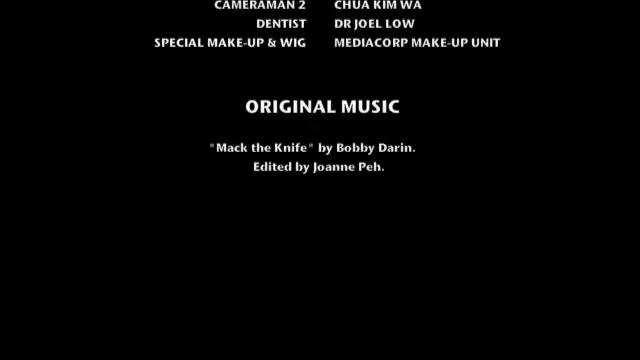 CAMERAMAN 2 CHUA KIM WA
DENTIST DR JOEL LOW
SPECIAL MAKE-UP & WIG MEDIACORP MAKE-UP UNIT
ORIGINAL MUSIC
"Mack the Knife" by Bobby Darin.
Edited by Joanne Peh.